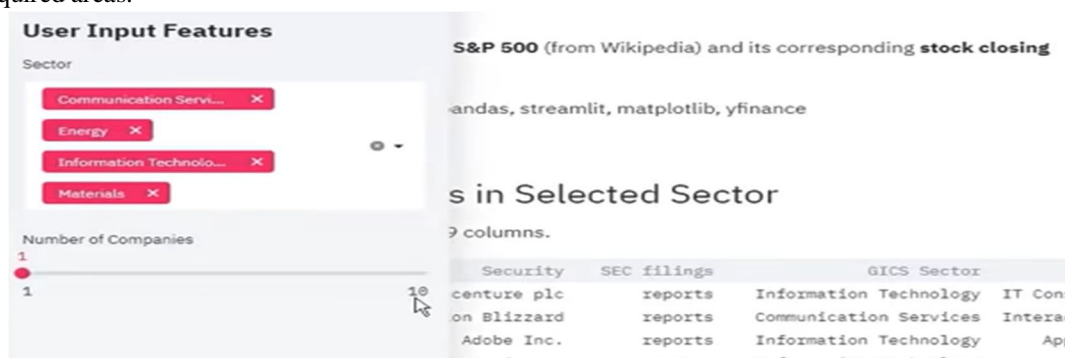 quired areas.
User Input Features
Sector
Communication Servi...
Energy
Information Technolo...
Materials
Number of Companies
1
1 10
S&P 500 (from Wikipedia) and its corresponding stock closing
andas, streamlit, matplotlib, yfinance
s in Selected Sector
9 columns.
Security SEC filings GICS Sector
centure plc reports Information Technology IT Con
on Blizzard reports Communication Services Intera
Adobe Inc. reports Information Technology Ap